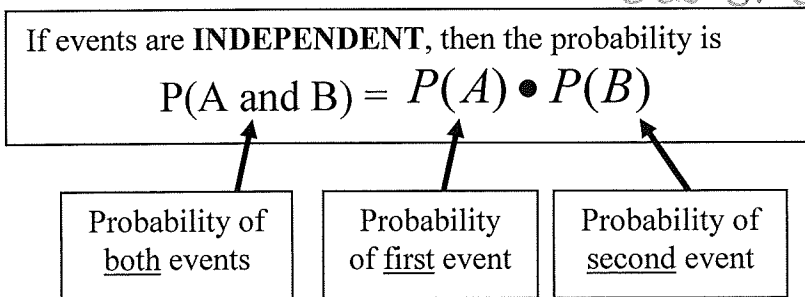 If events are INDEPENDENT, then the probability is
P(A and B) = P(A) • P(B)
Probability of both events
Probability of first event
Probability of second event